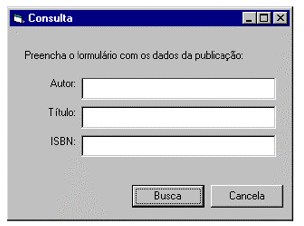 Consulta
Preencha o formulário com os dados da publicação:
Autor:
Título:
ISBN:
Busca Cancela